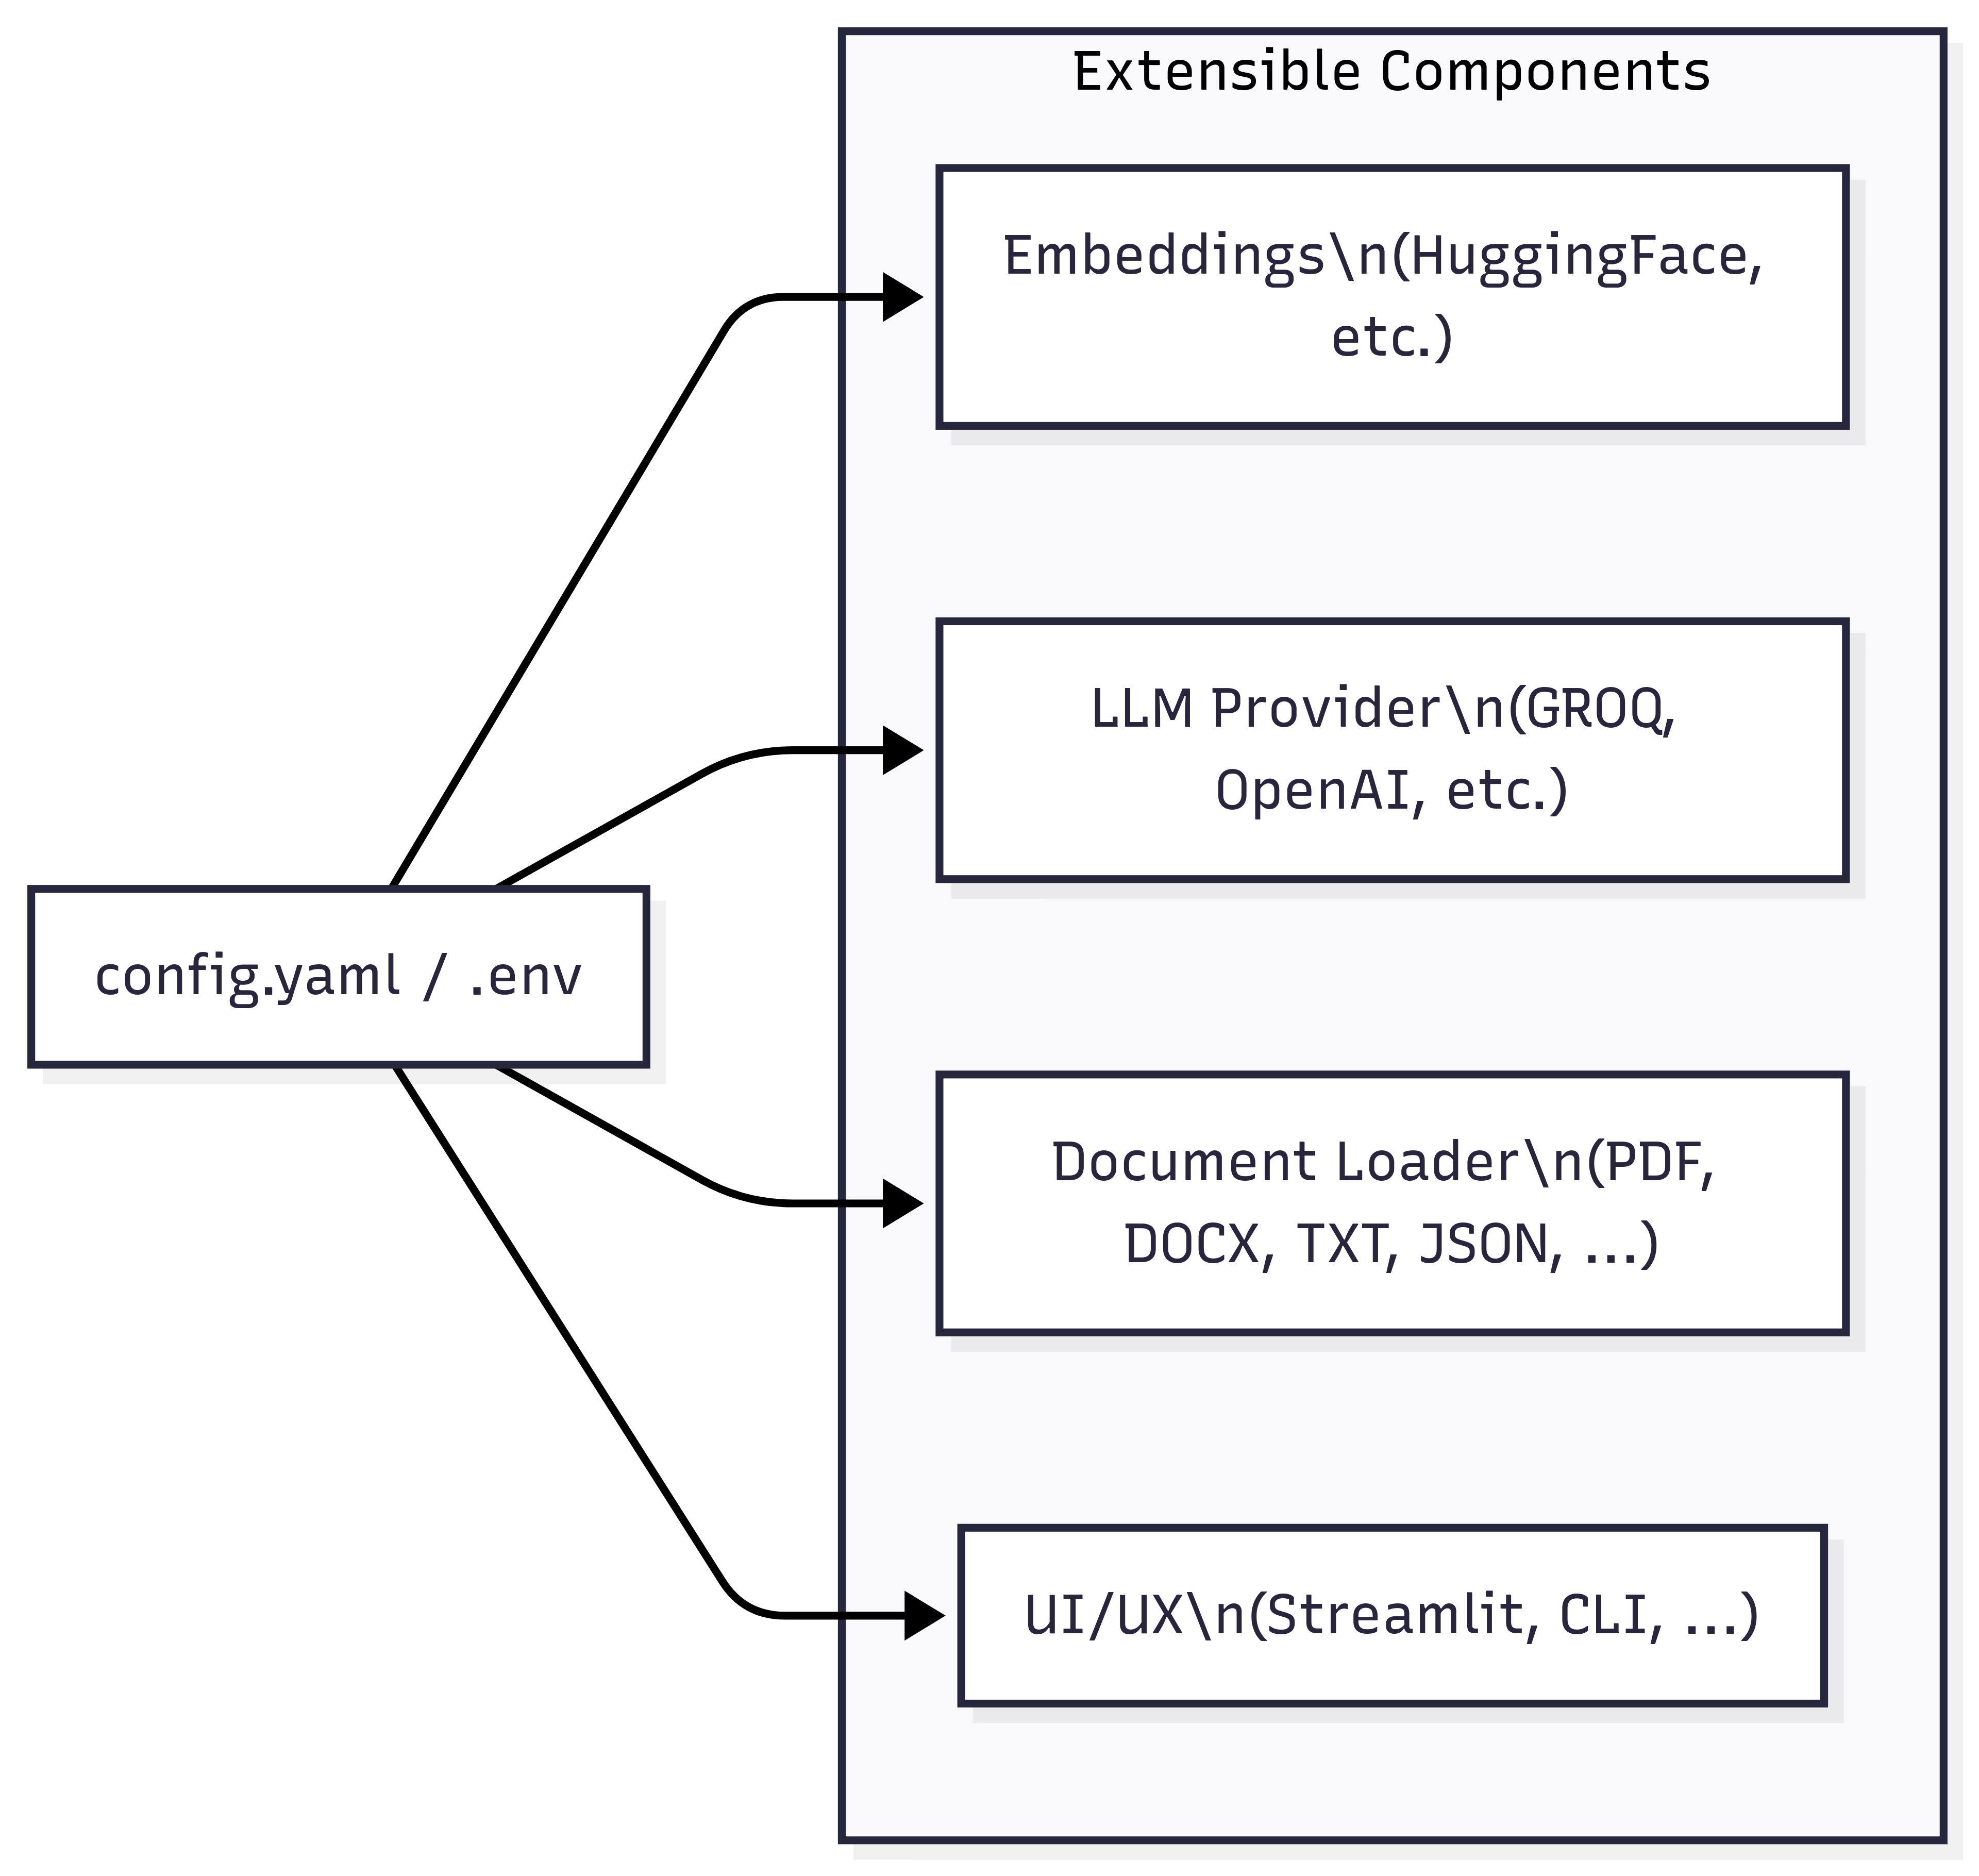 Extensible Components
Embeddings\n(HuggingFace,
etc.)
LLM Provider\n(GROQ,
OpenAI, etc.)
config.yaml / .env
Document Loader\n(PDF,
DOCX, TXT, JSON, ...)
UI/UX\n(Streamlit, CLI, ...)